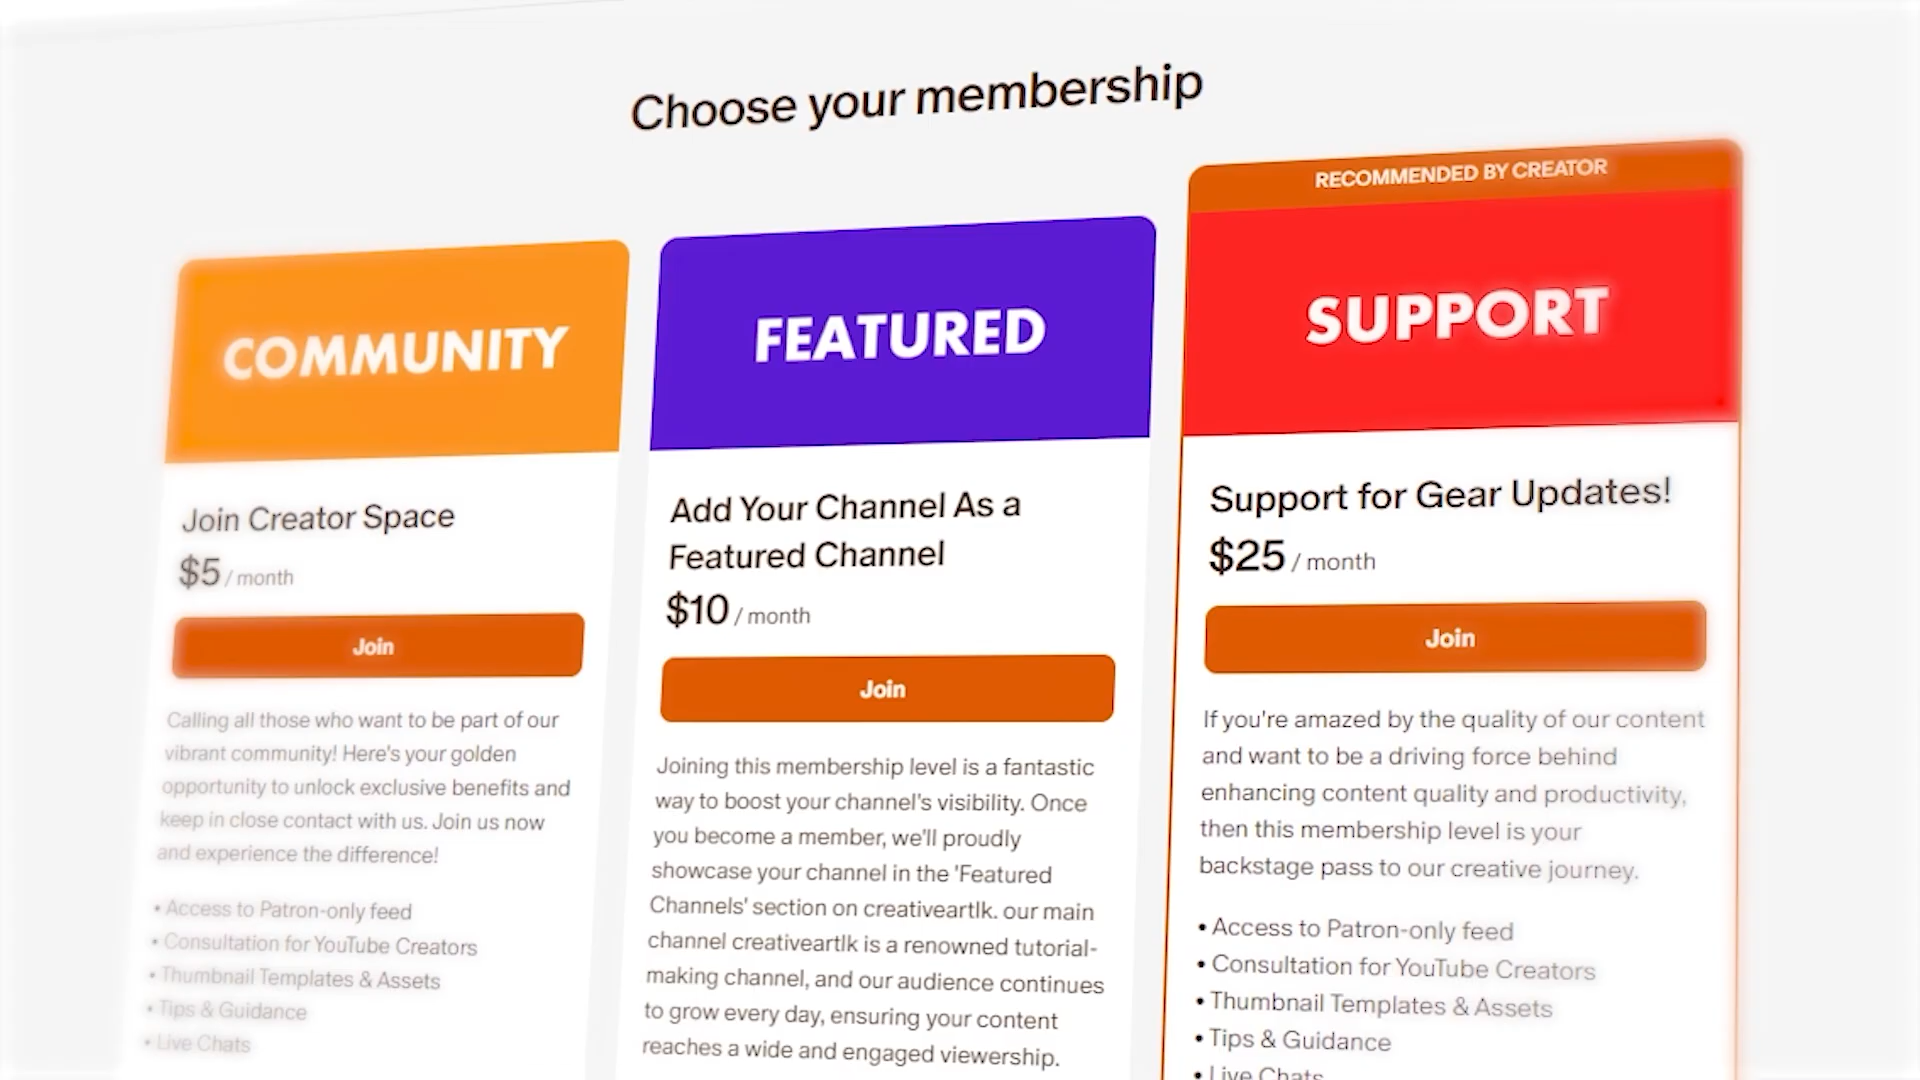 Choose your membership
COMMUNITY
Join Creator Space
$5 / month
Join
Calling all those who want to be part of our
vibrant community! Here's your golden
opportunity to unlock exclusive benefits and
keep in close contact with us. Join us now
and experience the difference!
• Access to Patron-only feed
• Consultation for YouTube Creators
• Thumbnail Templates & Assets
• Tips & Guidance
• Live Chats
FEATURED
Add Your Channel As a
Featured Channel
$10 / month
Join
Joining this membership level is a fantastic
way to boost your channel's visibility. Once
you become a member, we'll proudly
showcase your channel in the 'Featured
Channels' section on creativeartlk. our main
channel creativeartlk is a renowned tutorial-
making channel, and our audience continues
to grow every day, ensuring your content
reaches a wide and engaged viewership.
RECOMMENDED BY CREATOR
SUPPORT
Support for Gear Updates!
$25 / month
Join
If you're amazed by the quality of our content
and want to be a driving force behind
enhancing content quality and productivity,
then this membership level is your
backstage pass to our creative journey.
• Access to Patron-only feed
• Consultation for YouTube Creators
• Thumbnail Templates & Assets
• Tips & Guidance
• Live Chats